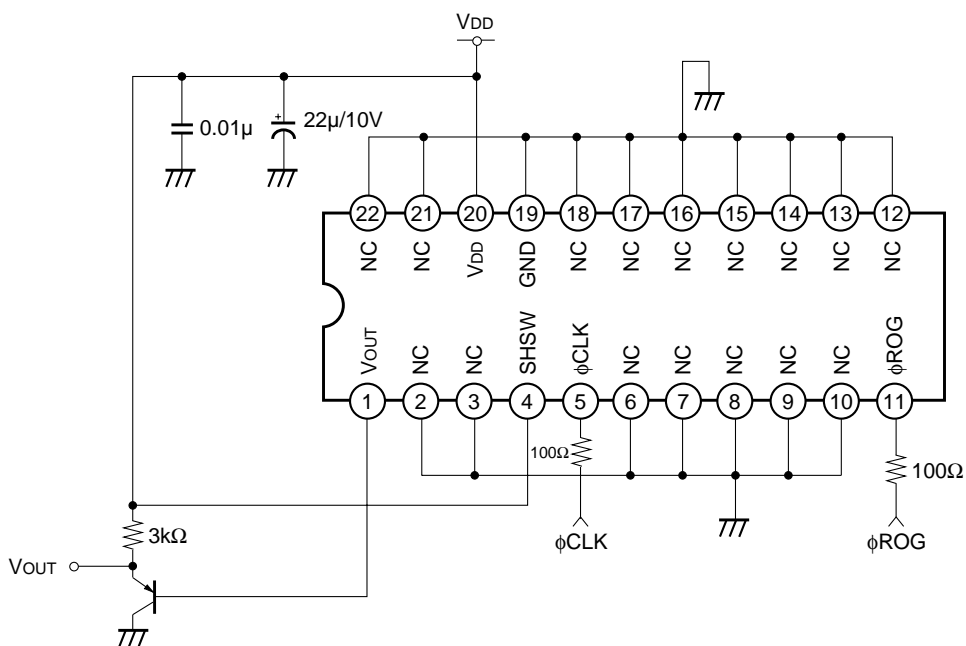 VDD
0.01µ
22µ/10V
+
22 21 20 19 18 17 16 15 14 13 12
NC NC VDD GND NC NC NC NC NC NC NC
VOUT NC NC SHSW ϕCLK NC NC NC NC NC ϕROG
1 2 3 4 5 6 7 8 9 10 11
100Ω
100Ω
3kΩ
ϕCLK
ϕROG
VOUT